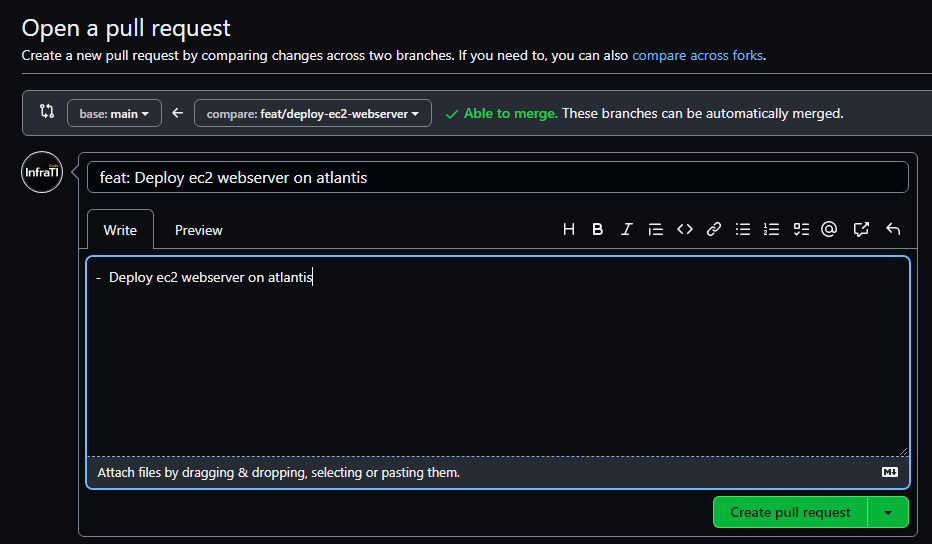 Open a pull request
Create a new pull request by comparing changes across two branches. If you need to, you can also compare across forks.
base: main
compare: feat/deploy-ec2-webserver
Able to merge. These branches can be automatically merged.
Code
InfraTI
feat: Deploy ec2 webserver on atlantis
Write
Preview
H B I
- Deploy ec2 webserver on atlantis
Attach files by dragging & dropping, selecting or pasting them.
M
Create pull request